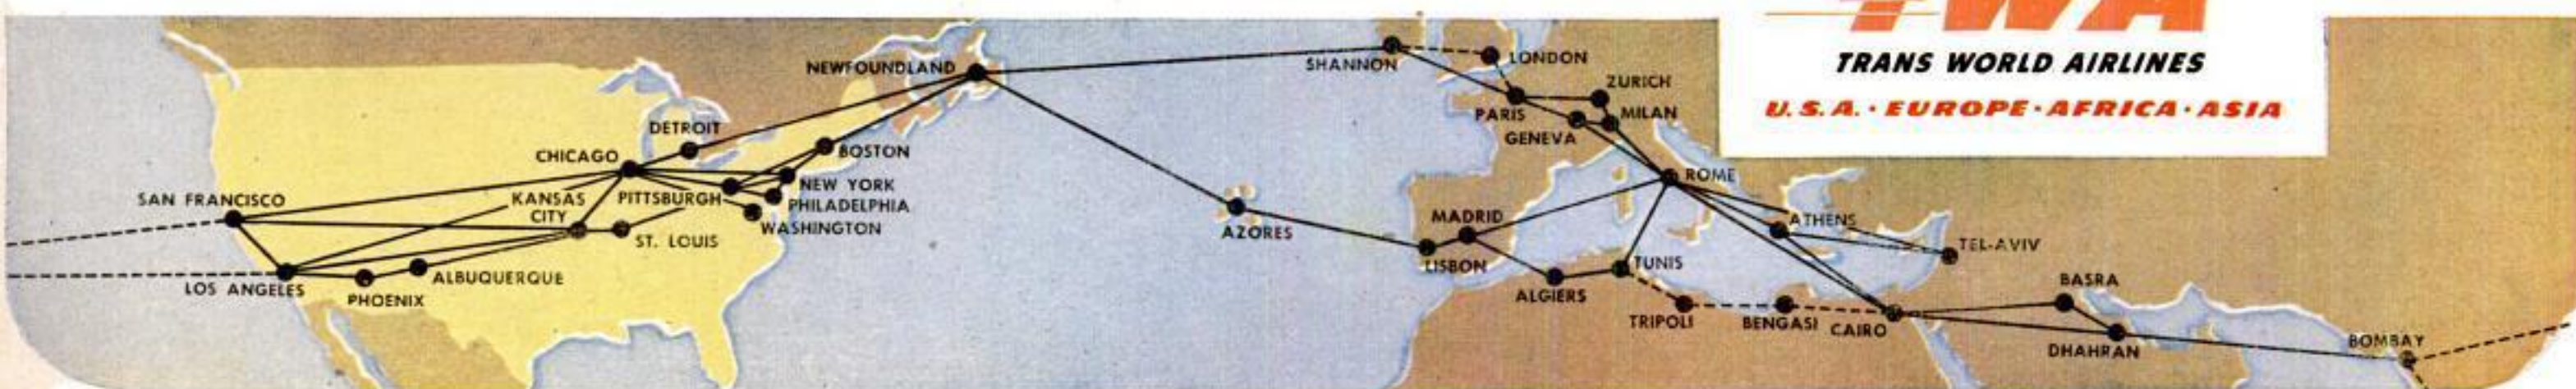 TWA
TRANS WORLD AIRLINES
U.S.A. · EUROPE · AFRICA · ASIA
NEWFOUNDLAND
SHANNON
LONDON
ZURICH
PARIS
MILAN
GENEVA
DETROIT
CHICAGO
BOSTON
ROME
SAN FRANCISCO
KANSAS
CITY
PITTSBURGH
NEW YORK
PHILADELPHIA
WASHINGTON
ST. LOUIS
AZORES
MADRID
LISBON
ATHENS
TEL-AVIV
TUNIS
ALGIERS
LOS ANGELES
PHOENIX
ALBUQUERQUE
TRIPOLI
BENGASI
CAIRO
BASRA
DHAHRAN
BOMBAY